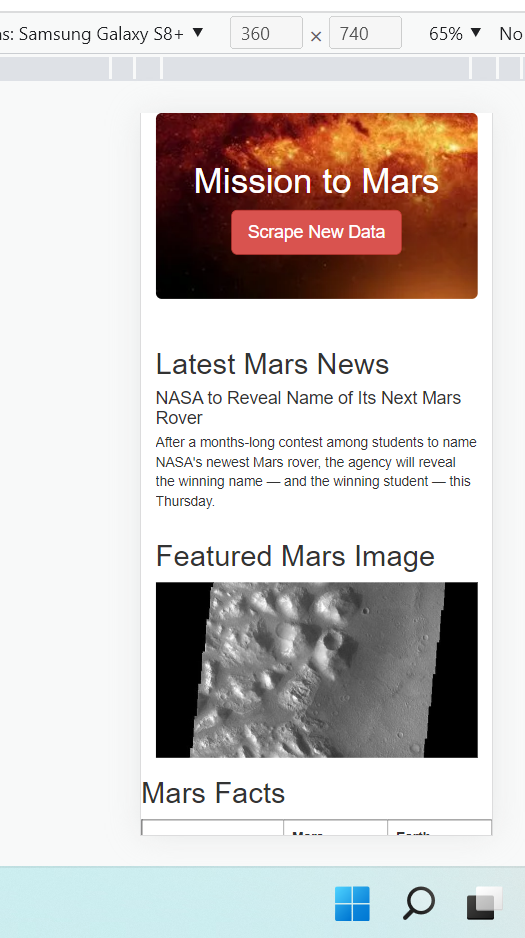 ns: Samsung Galaxy S8+ ▼ 360 × 740 65% ▼ No
Mission to Mars
Scrape New Data
Latest Mars News
NASA to Reveal Name of Its Next Mars
Rover
After a months-long contest among students to name
NASA's newest Mars rover, the agency will reveal
the winning name — and the winning student — this
Thursday.
Featured Mars Image
Mars Facts
Mars Earth